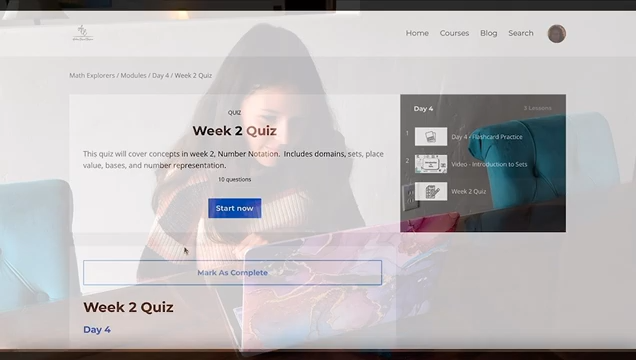 Home Courses Blog Search
Math Explorers / Modules / Day 4 / Week 2 Quiz
QUIZ
Week 2 Quiz
This quiz will cover concepts in week 2, Number Notation. Includes domains, sets, place
value, bases, and number representation.
10 questions
Start now
Mark As Complete
Week 2 Quiz
Day 4
Day 4 3 Lessons
1 Day 4 - Flashcard Practice
2 Video - Introduction to Sets
Week 2 Quiz